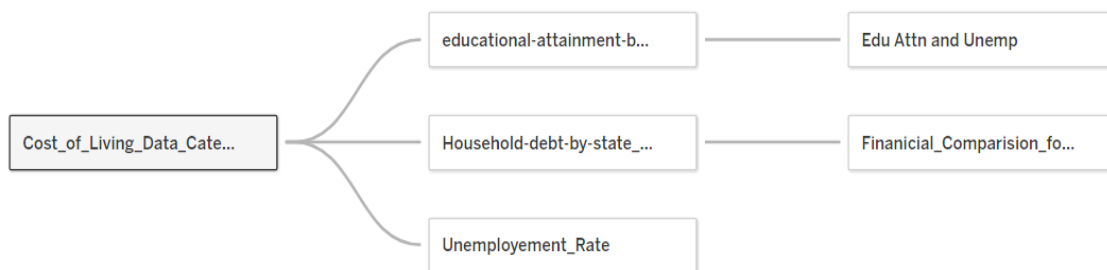 educational-attainment-b...
Edu Attn and Unemp
Cost_of_Living_Data_Cate...
Household-debt-by-state_...
Finanicial_Comparision_fo...
Unemployement_Rate